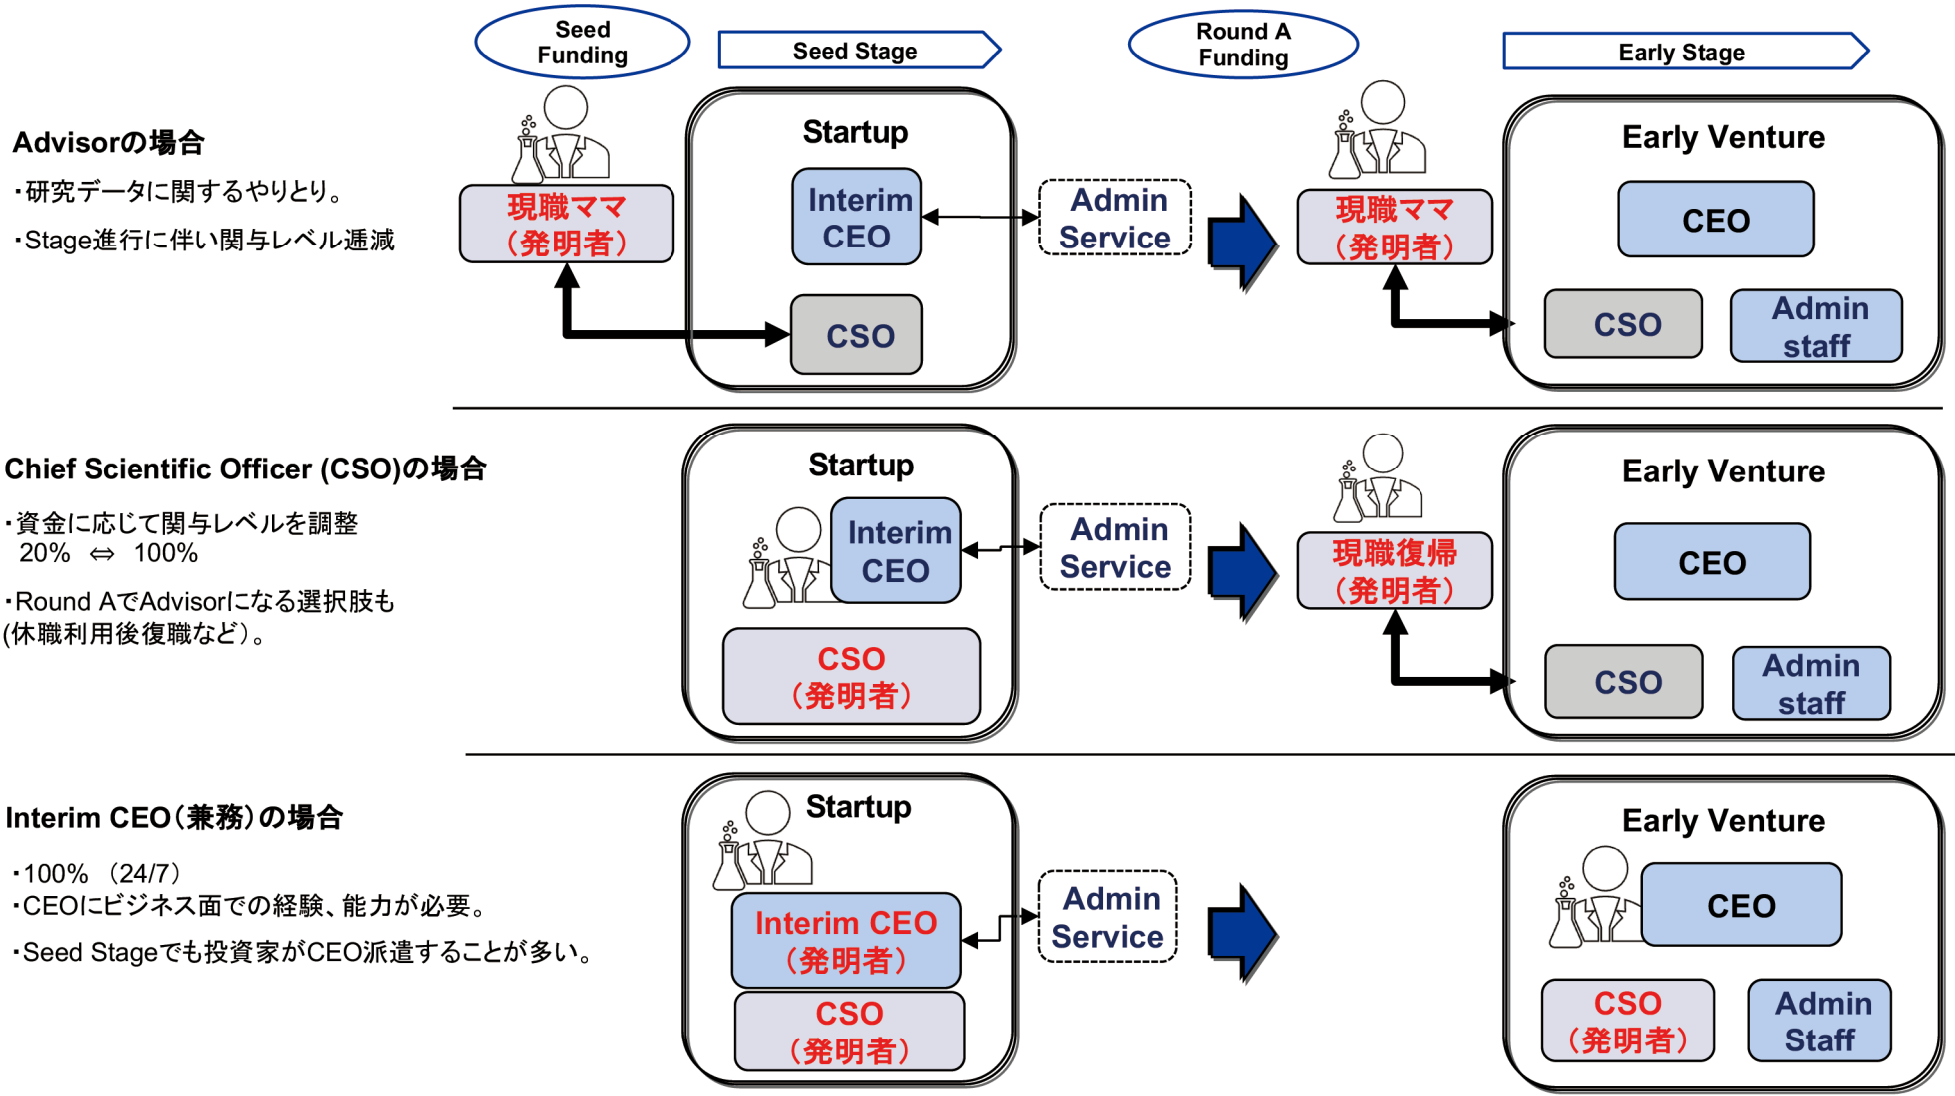 Seed
Funding
Seed Stage
Round A
Funding
Early Stage
Advisorの場合
・研究データに関するやりとり。
・Stage進行に伴い関与レベル逓減
現職ママ
（発明者）
Startup
Interim
CEO
CSO
Admin
Service
現職ママ
（発明者）
Early Venture
CEO
CSO
Admin
staff
Chief Scientific Officer (CSO)の場合
・資金に応じて関与レベルを調整
20% ⇔ 100%
・Round AでAdvisorになる選択肢も
(休職利用後復職など）。
Startup
Interim
CEO
CSO
（発明者）
Admin
Service
現職復帰
（発明者）
Early Venture
CEO
CSO
Admin
staff
Interim CEO（兼務）の場合
・100% （24/7）
・CEOにビジネス面での経験、能力が必要。
・Seed Stageでも投資家がCEO派遣することが多い。
Startup
Interim CEO
（発明者）
CSO
（発明者）
Admin
Service
Early Venture
CEO
CSO
（発明者）
Admin
Staff